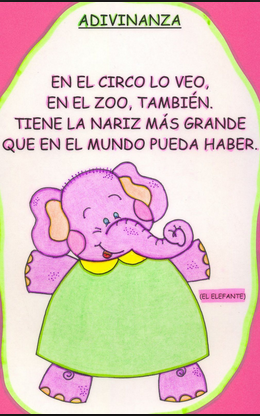 ADIVINANZA
EN EL CIRCO LO VEO,
EN EL ZOO, TAMBIÉN.
TIENE LA NARIZ MÁS GRANDE
QUE EN EL MUNDO PUEDA HABER.
(EL ELEFANTE)